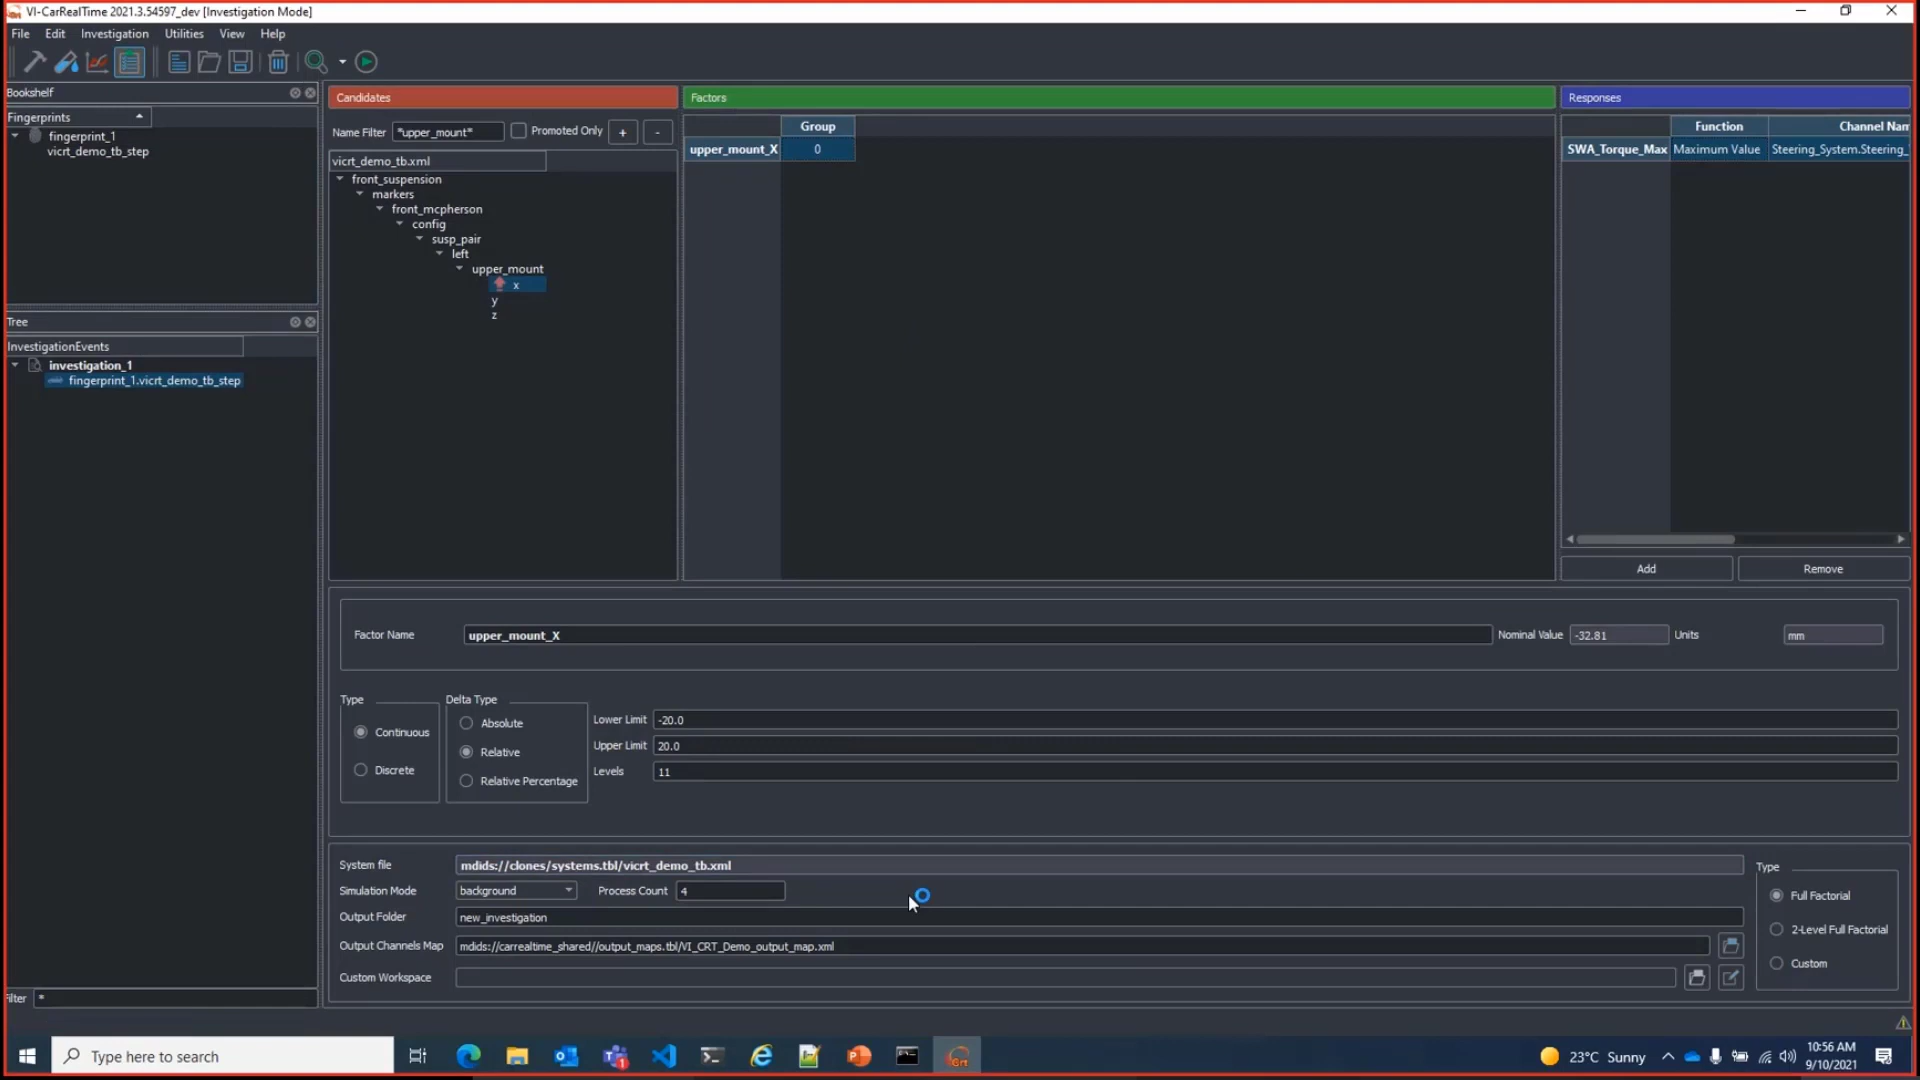 VI-CarRealTime 2021.3.54597_dev [Investigation Mode]
File Edit Investigation Utilities View Help
Bookshelf
Fingerprints
fingerprint_1
vicrt_demo_tb_step
Tree
InvestigationEvents
investigation_1
fingerprint_1.vicrt_demo_tb_step
ilter *
Candidates
Name Filter *upper_mount* Promoted Only + -
vicrt_demo_tb.xml
front_suspension
markers
front_mcpherson
config
susp_pair
left
upper_mount
x
y
z
Factors
Group
upper_mount_X 0
Responses
Function Channel Nam
SWA_Torque_Max Maximum Value Steering_System.Steering_
Add Remove
Factor Name upper_mount_X Nominal Value -32.81 Units mm
Type
Continuous
Discrete
Delta Type
Absolute
Relative
Relative Percentage
Lower Limit -20.0
Upper Limit 20.0
Levels 11
System file mdids://clones/systems.tbl/vicrt_demo_tb.xml
Simulation Mode background Process Count 4
Output Folder new_investigation
Output Channels Map mdids://carrealtime_shared//output_maps.tbl/VI_CRT_Demo_output_map.xml
Custom Workspace
Type
Full Factorial
2-Level Full Factorial
Custom
Type here to search
1
Crt
23°C Sunny
10:56 AM
9/10/2021